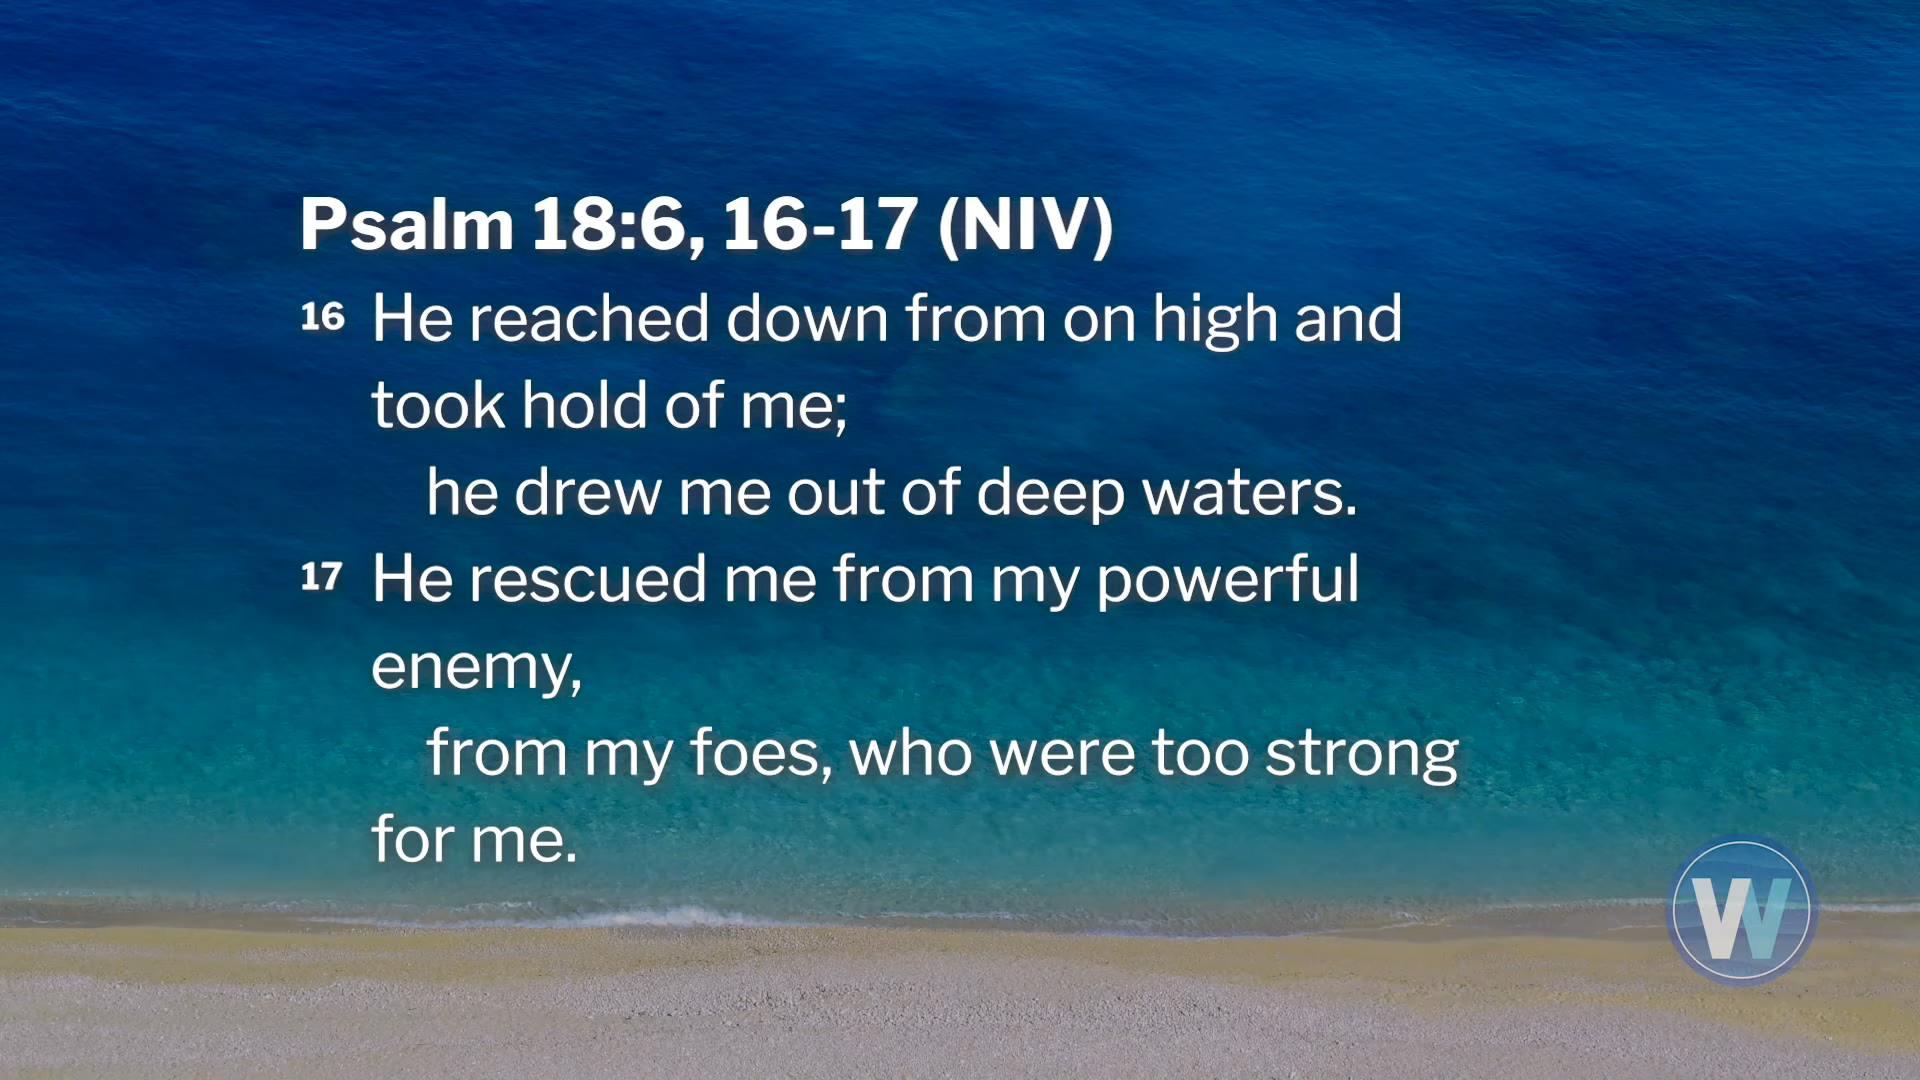 Psalm 18:6, 16-17 (NIV)
16 He reached down from on high and
took hold of me;
he drew me out of deep waters.
17 He rescued me from my powerful
enemy,
from my foes, who were too strong
for me.
W